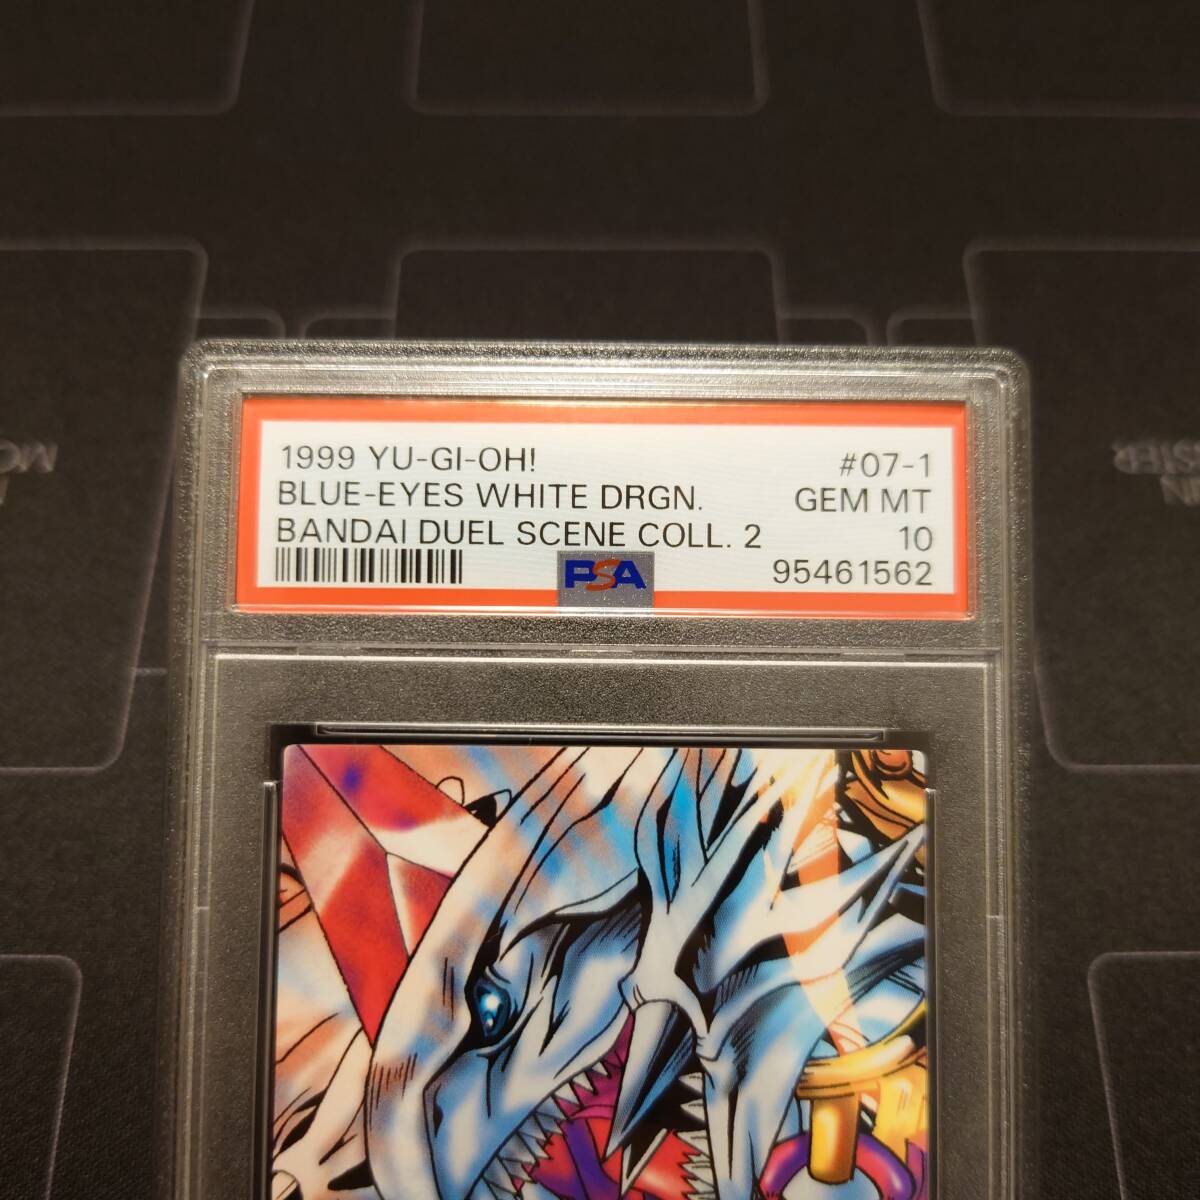 1999 YU-GI-OH! #07-1
BLUE-EYES WHITE DRGN. GEM MT
BANDAI DUEL SCENE COLL. 2 10
PSA 95461562